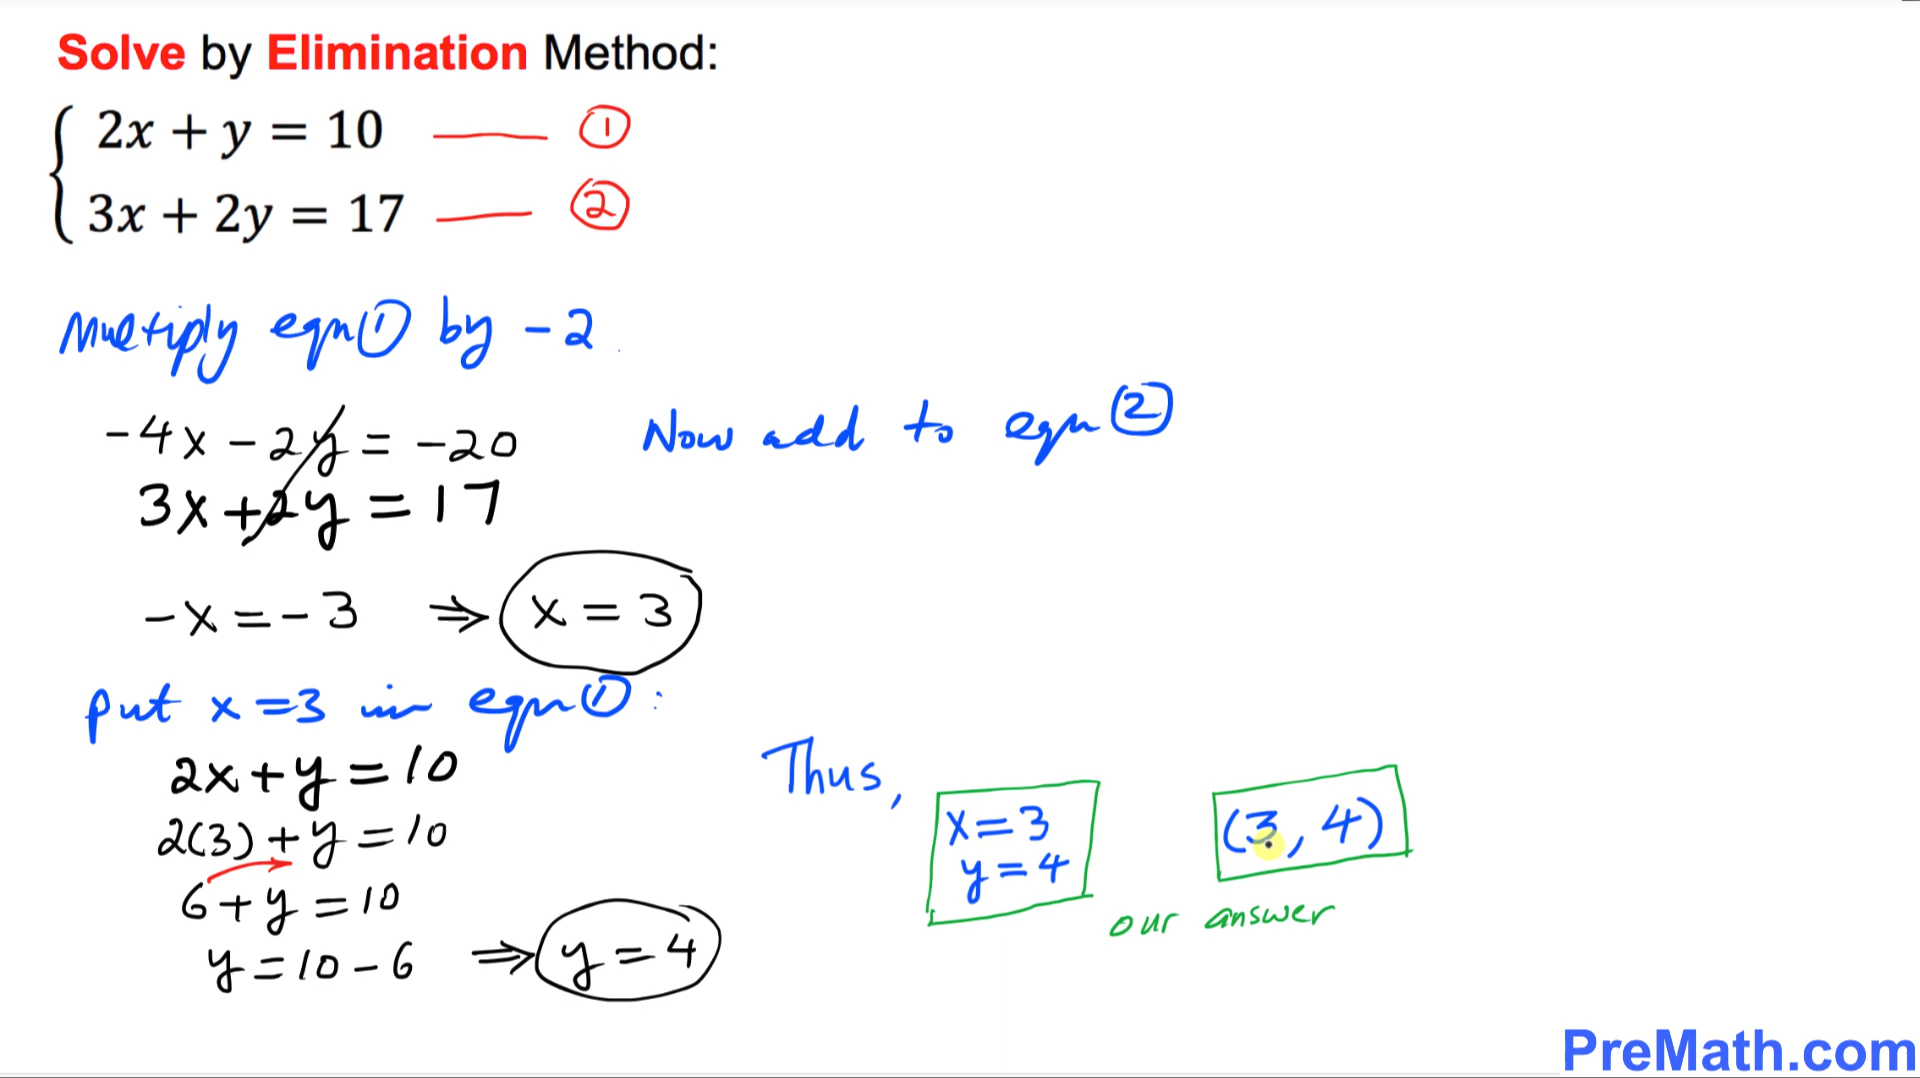 Solve by Elimination Method:
2x + y = 10 —— ①
3x + 2y = 17 —— ②
Multiply eqn① by -2
-4x - 2y = -20 Now add to eqn②
3x + 2y = 17
-x = -3 ⇒ x = 3
put x = 3 in eqn①:
2x + y = 10
2(3) + y = 10
6 + y = 10
y = 10 - 6 ⇒ y = 4
Thus,
x = 3
y = 4
(3, 4)
our answer
PreMath.com